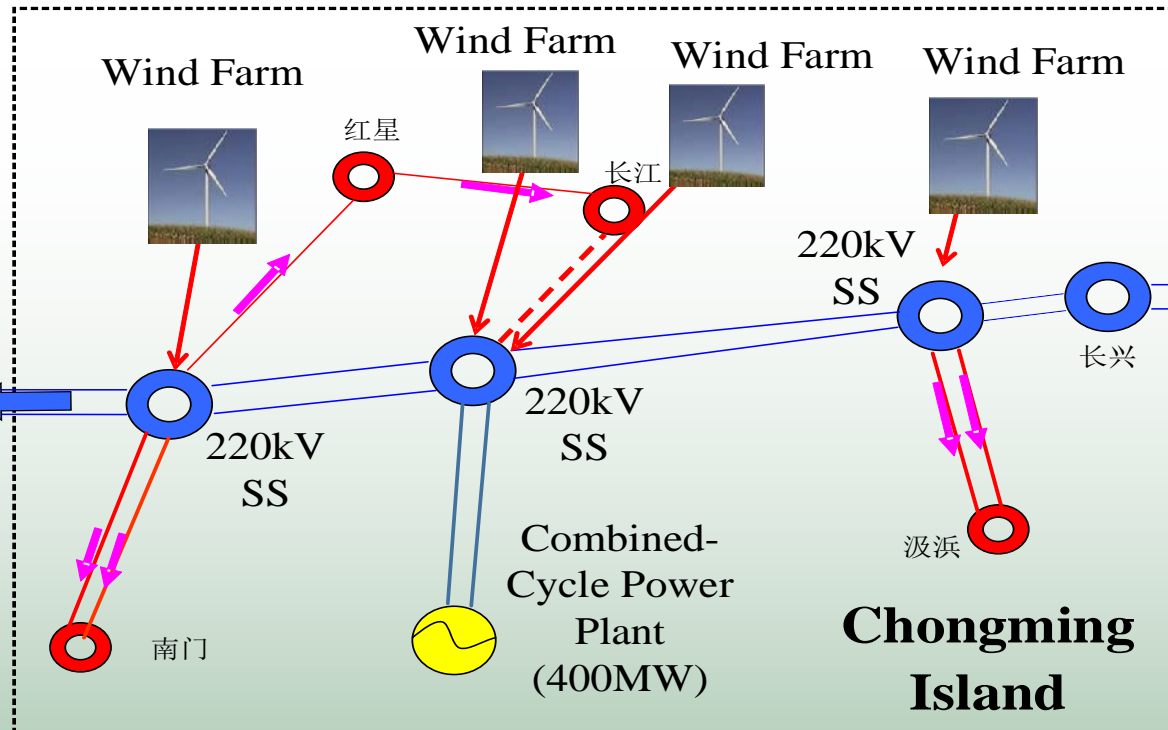 Wind Farm
Wind Farm
Wind Farm
Wind Farm
红星
长江
220kV
SS
长兴
220kV
SS
220kV
SS
南门
Combined-
Cycle Power
Plant
(400MW)
汲浜
Chongming
Island